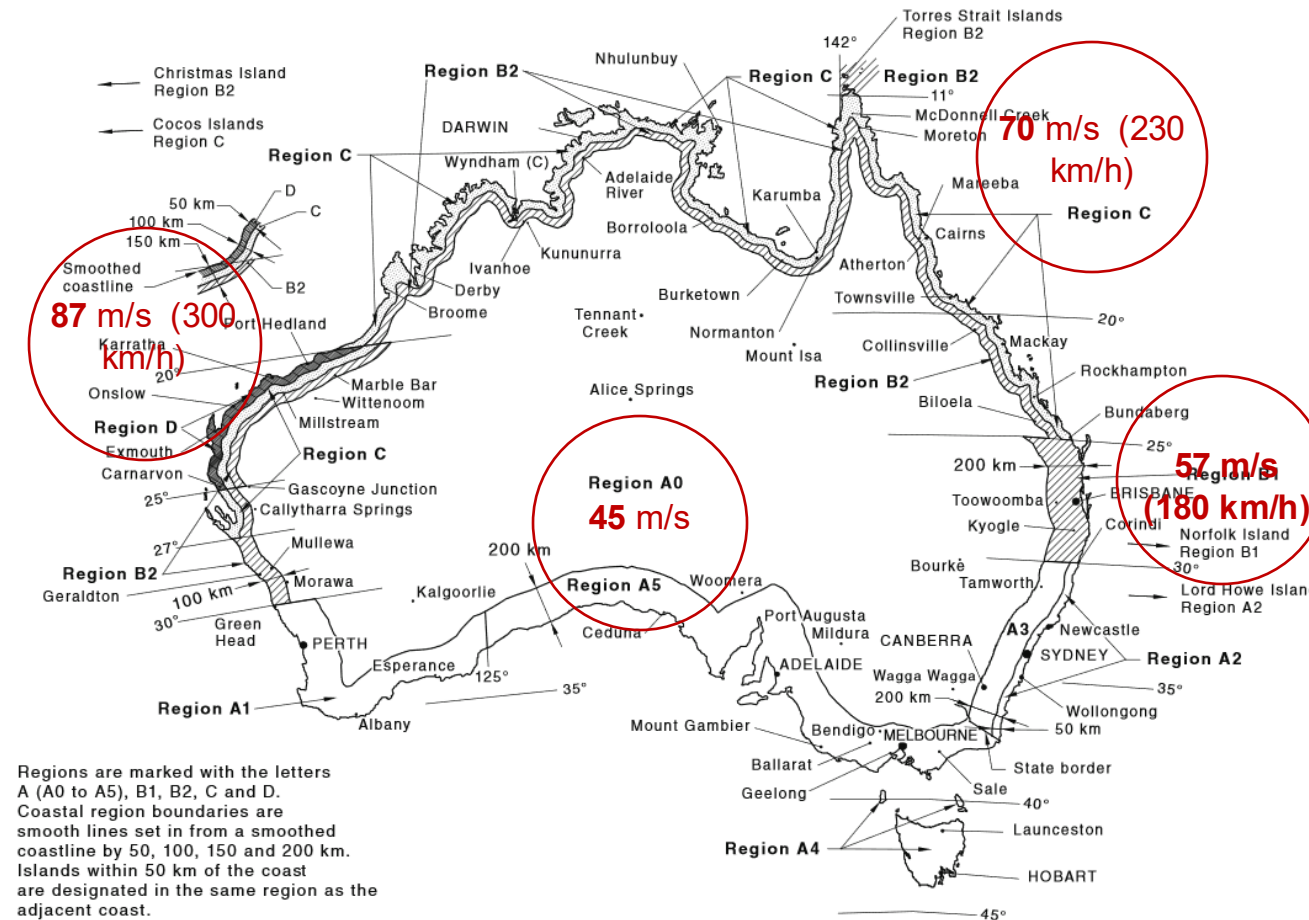 Torres Strait Islands
Region B2
142°
Nhulunbuy
Christmas Island
Region B2
Region B2
Region C
Region B2
11°
McDonnell Creek
Moreton
70 m/s (230
km/h)
Cocos Islands
Region C
DARWIN
Region C
Wyndham (C)
Adelaide
River
Karumba
Mareeba
Region C
D
50 km
C
100 km
150 km
Borroloola
Cairns
Kununurra
Ivanhoe
Atherton
Smoothed
coastline
B2
Derby
Burketown
Townsville
87 m/s (300
km/h)
Port Hedland
Broome
Tennant
Creek
Normanton
20°
Karratha
Collinsville
Mackay
Mount Isa
20°
Marble Bar
Onslow
Wittenoom
Alice Springs
Region B2
Rockhampton
Millstream
Biloela
Bundaberg
Region D
Exmouth
Region C
25°
Carnarvon
200 km
57 m/s
(180 km/h)
Region B1
Region A0
45 m/s
25°
Gascoyne Junction
Toowoomba
BRISBANE
Callytharra Springs
Kyogle
Corindi
27°
Norfolk Island
Region B1
Mullewa
200 km
Bourke
30°
Region B2
Morawa
Region A5
Woomera
Tamworth
Geraldton
100 km
Kalgoorlie
Lord Howe Islan
Region A2
30°
Green
Head
Ceduna
Port Augusta
Mildura
A3
Newcastle
PERTH
CANBERRA
SYDNEY
Esperance
ADELAIDE
Region A2
125°
Wagga Wagga
35°
35°
200 km
Region A1
Wollongong
Albany
Mount Gambier
Bendigo
MELBOURNE
50 km
Ballarat
State border
Geelong
Sale
40°
Launceston
Region A4
HOBART
45°
Regions are marked with the letters
A (A0 to A5), B1, B2, C and D.
Coastal region boundaries are
smooth lines set in from a smoothed
coastline by 50, 100, 150 and 200 km.
Islands within 50 km of the coast
are designated in the same region as the
adjacent coast.